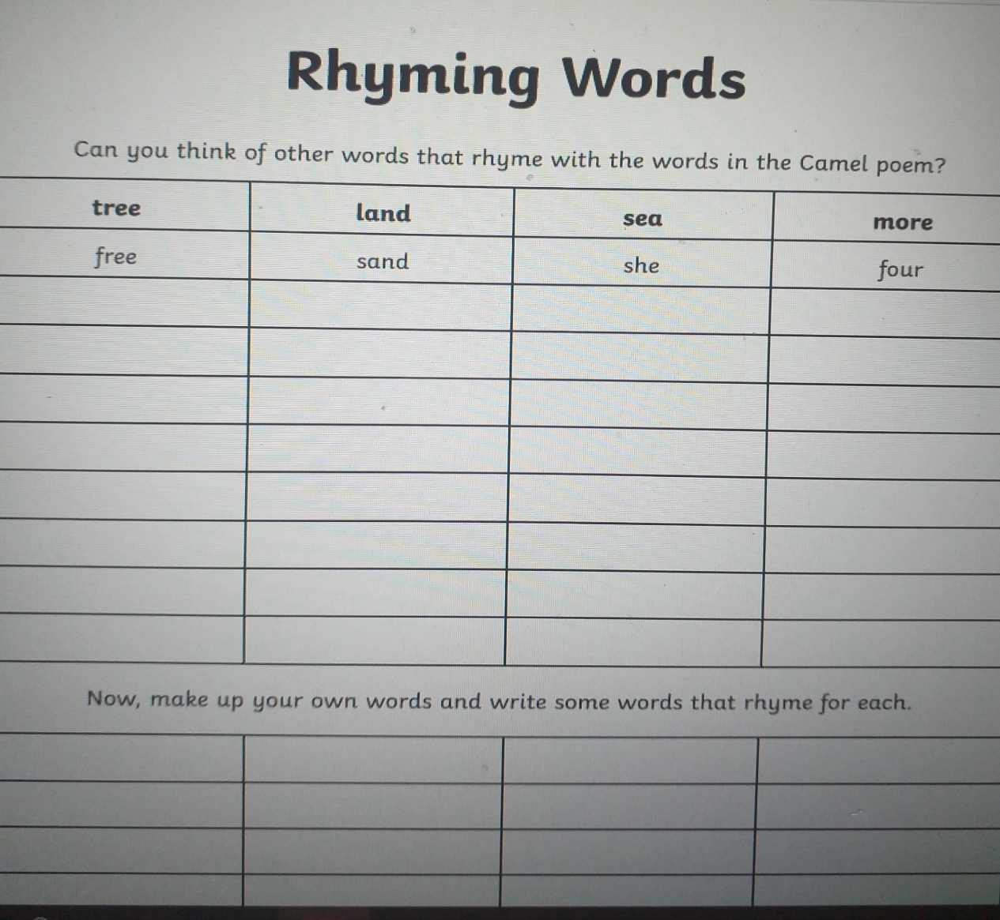 Rhyming Words
Can you think of other words that rhyme with the words in the Camel poem?
tree land sea more
free sand she four
Now, make up your own words and write some words that rhyme for each.